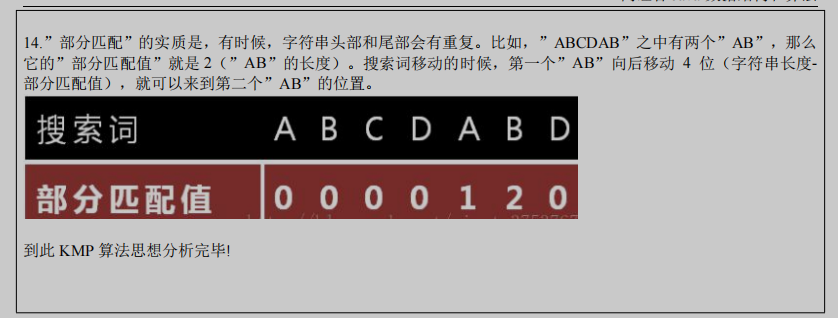 14.”部分匹配”的实质是，有时候，字符串头部和尾部会有重复。比如，”ABCDAB”之中有两个”AB”，那么
它的”部分匹配值”就是 2（”AB”的长度）。搜索词移动的时候，第一个”AB”向后移动 4 位（字符串长度-
部分匹配值），就可以来到第二个”AB”的位置。
搜索词 A B C D A B D
部分匹配值 0 0 0 0 1 2 0
到此 KMP 算法思想分析完毕!